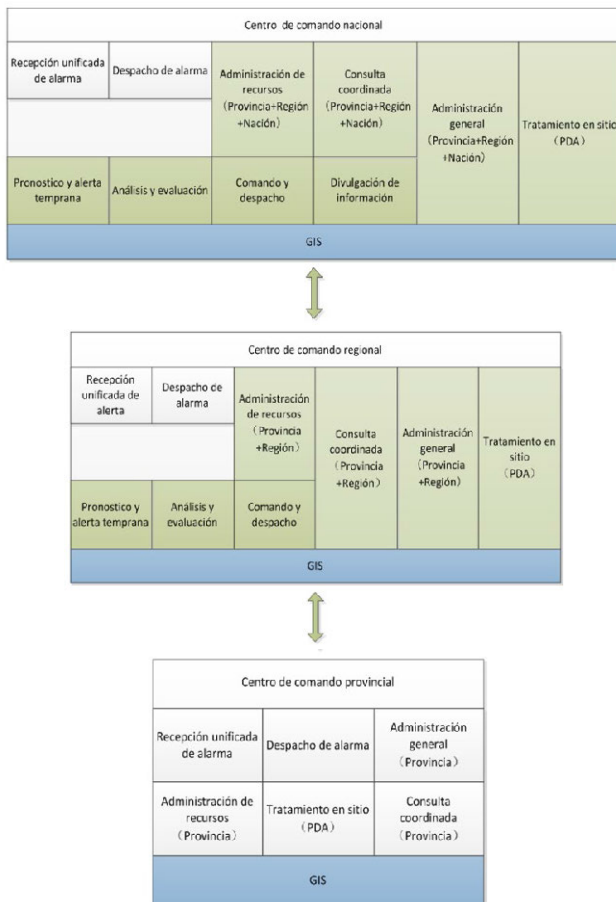 Centro de comando nacional
Recepción unificada
de alarma
Despacho de alarma
Administración de
recursos
(Provincia+Región
+Nación)
Consulta
coordinada
(Provincia+Región
+Nación)
Administración
general
(Provincia+Región
+Nación)
Tratamiento en sitio
(PDA)
Pronostico y alerta
temprana
Análisis y evaluación
Comando y
despacho
Divulgación de
información
GIS
Centro de comando regional
Recepción
unificada de
alerta
Despacho de
alarma
Administración
de recursos
(Provincia
+Región)
Consulta
coordinada
(Provincia
+Región)
Administración
general
(Provincia
+Región)
Tratamiento en
sitio
(PDA)
Pronostico y
alerta temprana
Análisis y
evaluación
Comando y
despacho
GIS
Centro de comando provincial
Recepción unificada
de alarma
Despacho de alarma
Administración
general
(Provincia)
Administración de
recursos
(Provincia)
Tratamiento en sitio
(PDA)
Consulta
coordinada
(Provincia)
GIS